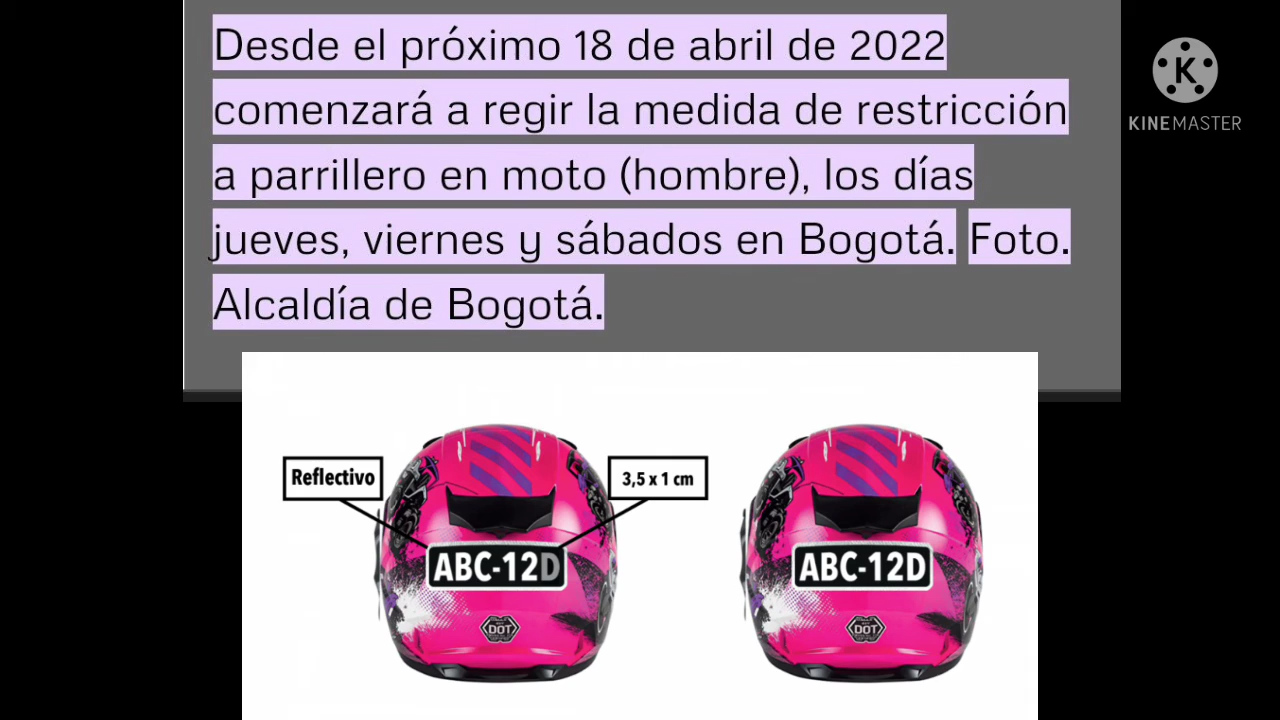 Desde el próximo 18 de abril de 2022
comenzará a regir la medida de restricción
a parrillero en moto (hombre), los días
jueves, viernes y sábados en Bogotá. Foto.
Alcaldía de Bogotá.
K
KINEMASTER
Reflectivo
3,5 x 1 cm
ABC-12D
ABC-12D
DOT
DOT